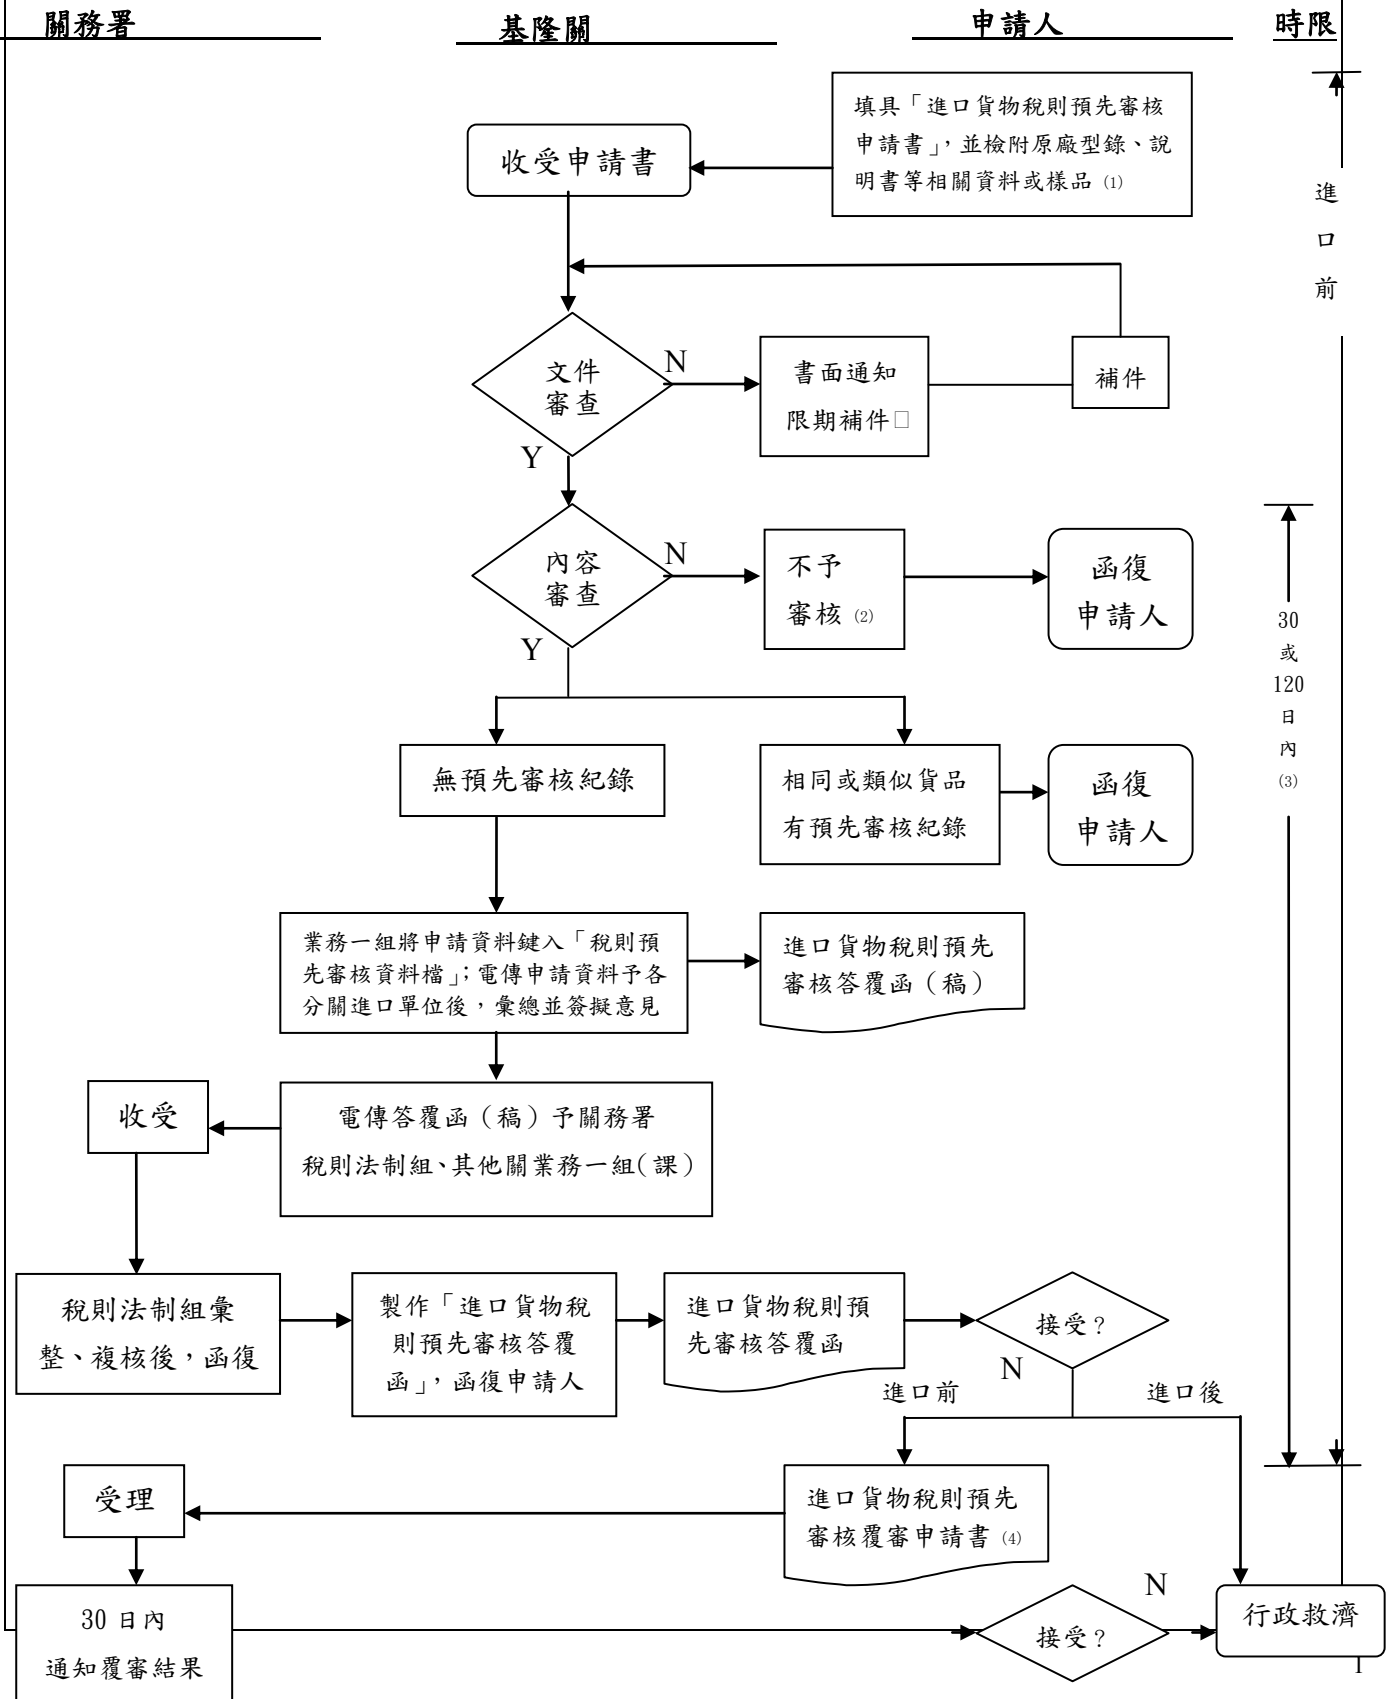 關務署
基隆關
申請人
時限
填具「進口貨物稅則預先審核
申請書」，並檢附原廠型錄、說
明書等相關資料或樣品 (1)
收受申請書
進
口
前
文件
審查
N
Y
書面通知
限期補件□
補件
內容
審查
N
Y
不予
審核 (2)
函復
申請人
30
或
120
日
內
(3)
無預先審核紀錄
相同或類似貨品
有預先審核紀錄
函復
申請人
業務一組將申請資料鍵入「稅則預
先審核資料檔」；電傳申請資料予各
分關進口單位後，彙總並簽擬意見
進口貨物稅則預先
審核答覆函（稿）
收受
電傳答覆函（稿）予關務署
稅則法制組、其他關業務一組(課)
稅則法制組彙
整、複核後，函復
製作「進口貨物稅
則預先審核答覆
函」，函復申請人
進口貨物稅則預
先審核答覆函
接受？
N
進口前
進口後
受理
進口貨物稅則預先
審核覆審申請書 (4)
30 日內
通知覆審結果
接受？
N
行政救濟
1